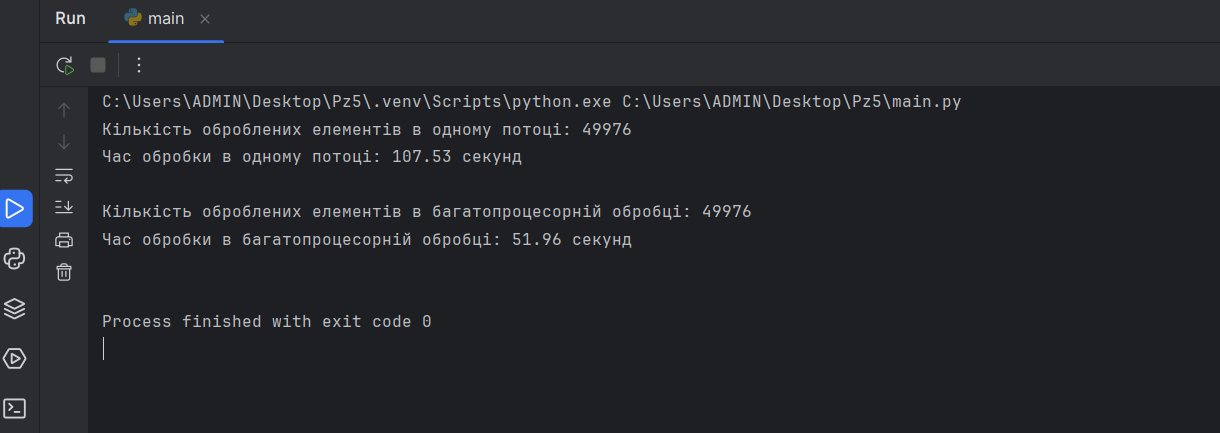 Run main
C:\Users\ADMIN\Desktop\Pz5\.venv\Scripts\python.exe C:\Users\ADMIN\Desktop\Pz5\main.py
Кількість оброблених елементів в одному потоці: 49976
Час обробки в одному потоці: 107.53 секунд
Кількість оброблених елементів в багатопроцесорній обробці: 49976
Час обробки в багатопроцесорній обробці: 51.96 секунд
Process finished with exit code 0